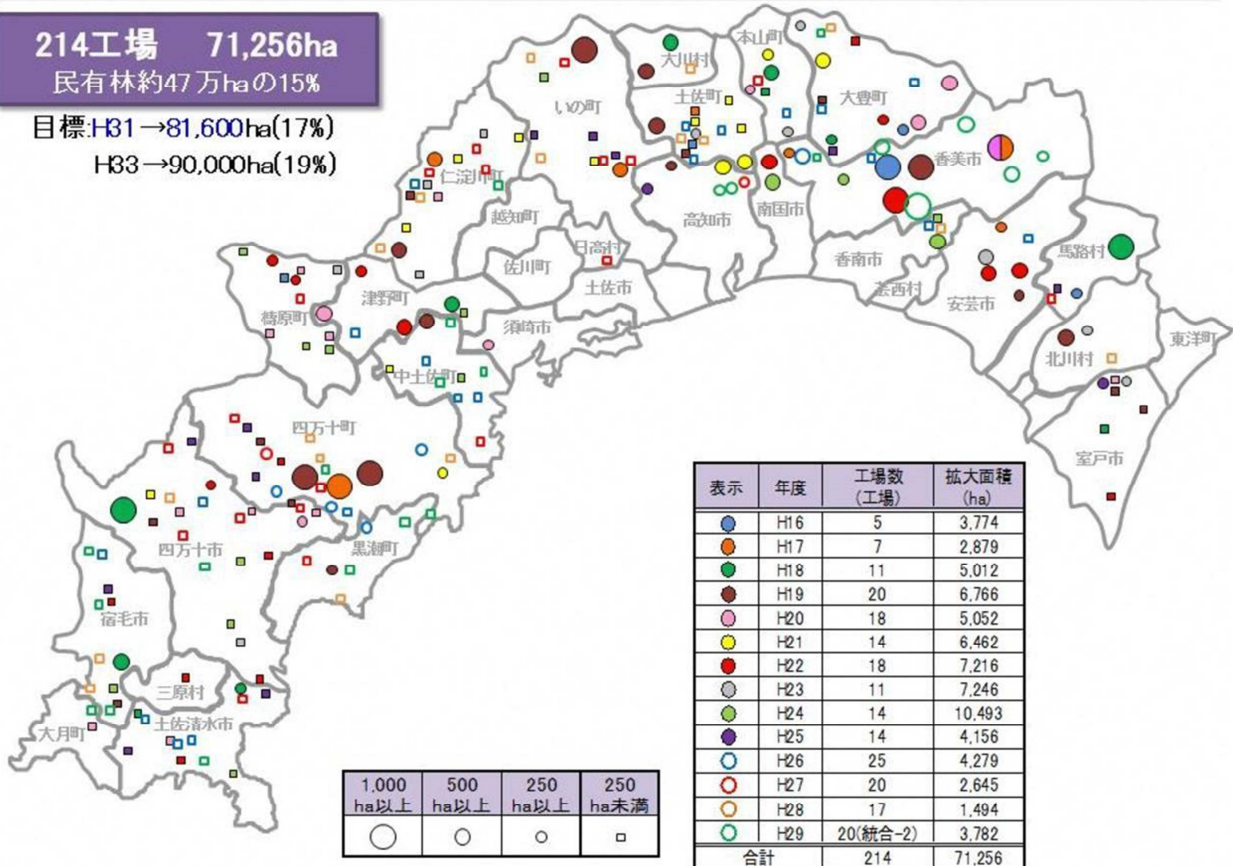 214工場 71,256ha
民有林約47万haの15%
目標:H31→81,600ha(17%)
H33→90,000ha(19%)
本山町
大川村
土佐町
大豊町
いの町
仁淀川町
香美市
越知町
高知市
南国市
日高村
佐川町
土佐市
香南市
芸西村
安芸市
馬路村
津野町
梼原町
須崎市
中土佐町
北川村
東洋町
室戸市
四万十町
四万十市
黒潮町
宿毛市
三原村
大月町
土佐清水市
1,000ha以上 500ha以上 250ha以上 250ha未満
表示 年度 工場数(工場) 拡大面積(ha)
H16 5 3,774
H17 7 2,879
H18 11 5,012
H19 20 6,766
H20 18 5,052
H21 14 6,462
H22 18 7,216
H23 11 7,246
H24 14 10,493
H25 14 4,156
H26 25 4,279
H27 20 2,645
H28 17 1,494
H29 20(統合-2) 3,782
合計 214 71,256